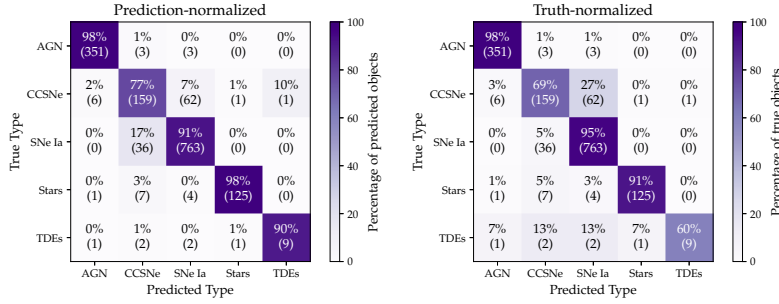 Prediction-normalized
AGN
98% 1% 0% 0% 0%
(351) (3) (3) (0) (0)
CCSNe
2% 77% 7% 1% 10%
(6) (159) (62) (1) (1)
SNe Ia
0% 17% 91% 0% 0%
(0) (36) (763) (0) (0)
Stars
0% 3% 0% 98% 0%
(1) (7) (4) (125) (0)
TDEs
0% 1% 0% 1% 90%
(1) (2) (2) (1) (9)
AGN CCSNe SNe Ia Stars TDEs
Predicted Type
True Type
100
80
60
40
20
0
Percentage of predicted objects
Truth-normalized
AGN
98% 1% 1% 0% 0%
(351) (3) (3) (0) (0)
CCSNe
3% 69% 27% 0% 0%
(6) (159) (62) (1) (1)
SNe Ia
0% 5% 95% 0% 0%
(0) (36) (763) (0) (0)
Stars
1% 5% 3% 91% 0%
(1) (7) (4) (125) (0)
TDEs
7% 13% 13% 7% 60%
(1) (2) (2) (1) (9)
AGN CCSNe SNe Ia Stars TDEs
Predicted Type
True Type
100
80
60
40
20
0
Percentage of true objects